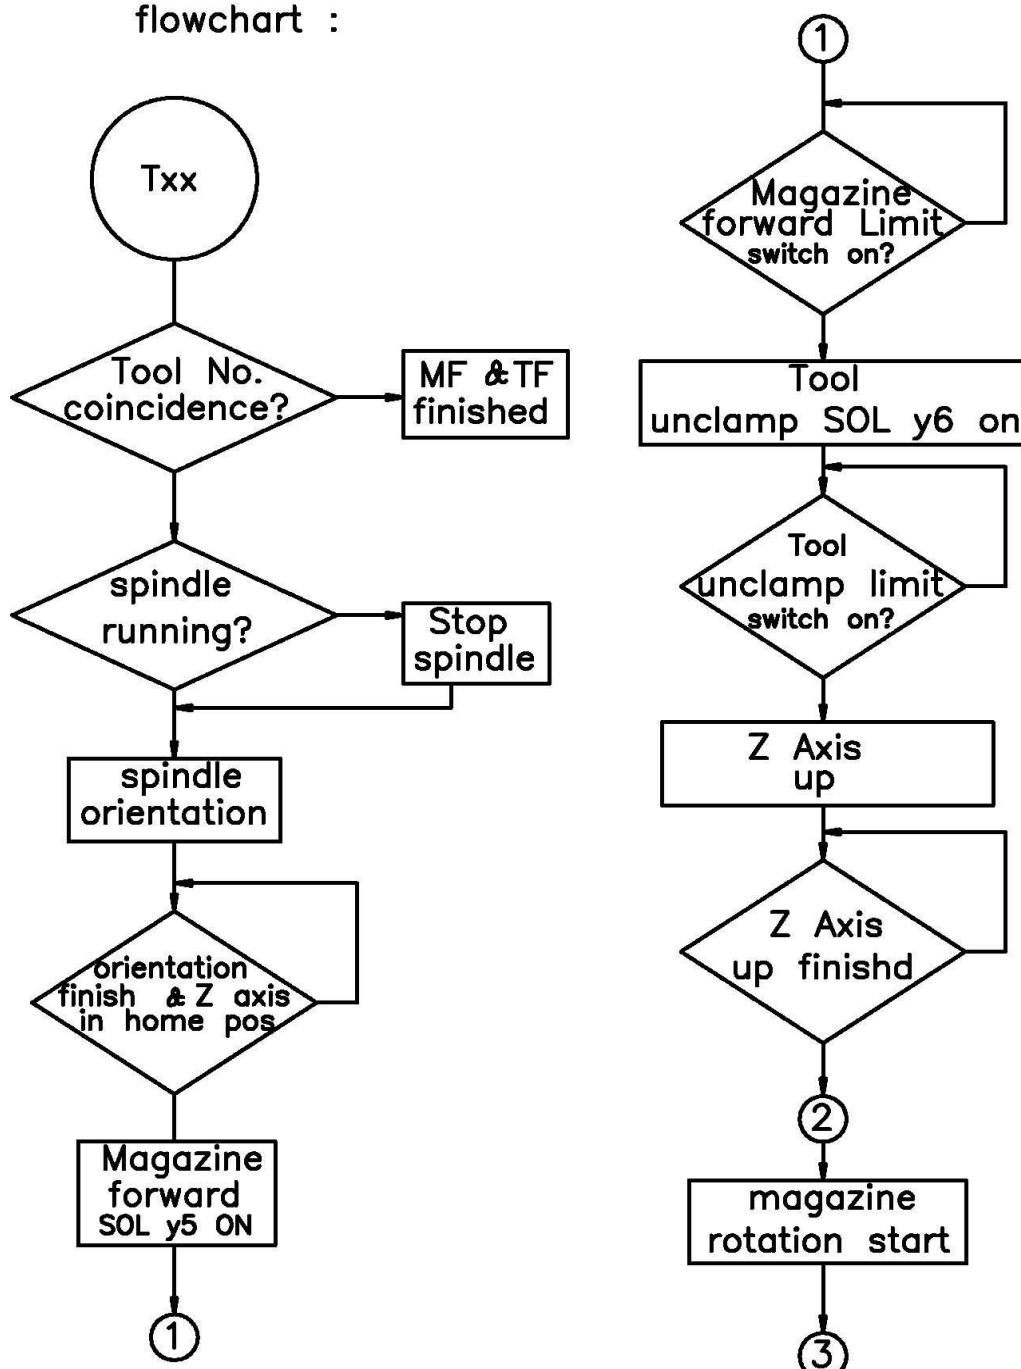 flowchart :
Txx
Tool No.
coincidence?
MF & TF
finished
spindle
running?
Stop
spindle
spindle
orientation
orientation
finish & Z axis
in home pos
Magazine
forward
SOL y5 ON
1
1
Magazine
forward Limit
switch on?
Tool
unclamp SOL y6 on
Tool
unclamp limit
switch on?
Z Axis
up
Z Axis
up finishd
2
magazine
rotation start
3